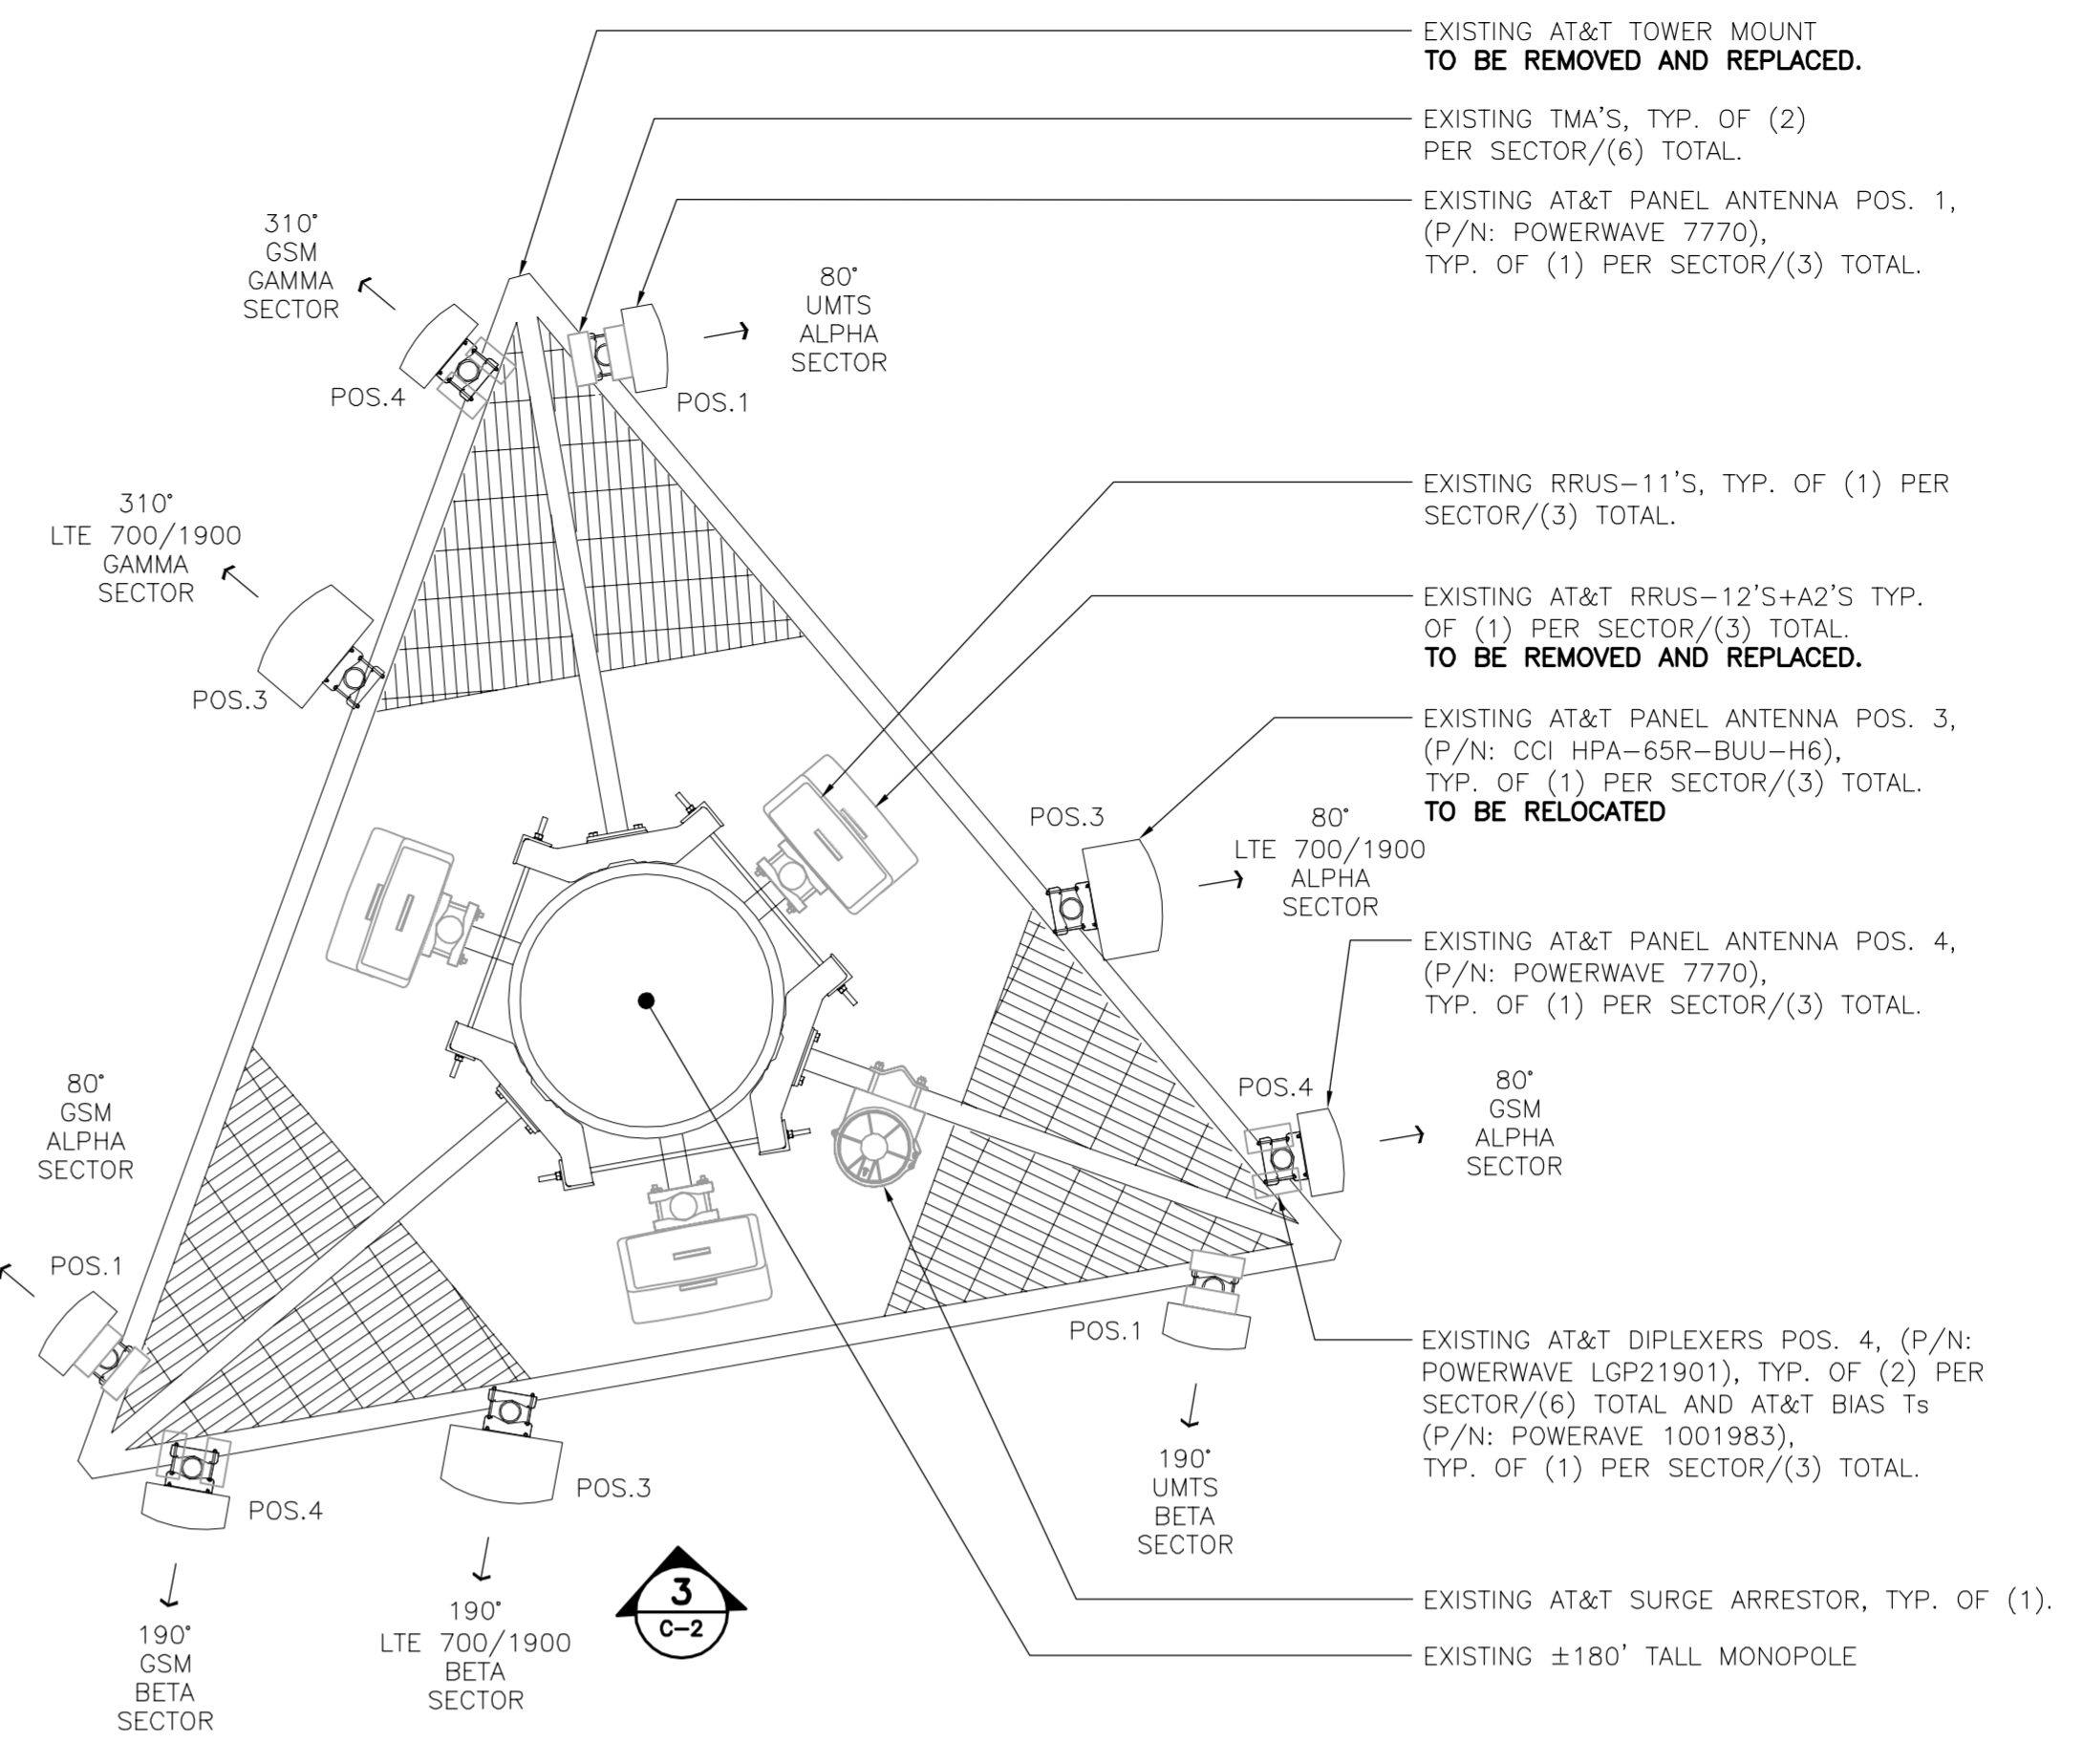 EXISTING AT&T TOWER MOUNT
TO BE REMOVED AND REPLACED.
EXISTING TMA'S, TYP. OF (2)
PER SECTOR/(6) TOTAL.
EXISTING AT&T PANEL ANTENNA POS. 1,
(P/N: POWERWAVE 7770),
TYP. OF (1) PER SECTOR/(3) TOTAL.
310°
GSM
GAMMA
SECTOR
POS.4
80°
UMTS
ALPHA
SECTOR
POS.1
EXISTING RRUS-11'S, TYP. OF (1) PER
SECTOR/(3) TOTAL.
310°
LTE 700/1900
GAMMA
SECTOR
POS.3
EXISTING AT&T RRUS-12'S+A2'S TYP.
OF (1) PER SECTOR/(3) TOTAL.
TO BE REMOVED AND REPLACED.
EXISTING AT&T PANEL ANTENNA POS. 3,
(P/N: CCI HPA-65R-BUU-H6),
TYP. OF (1) PER SECTOR/(3) TOTAL.
TO BE RELOCATED
POS.3
80°
LTE 700/1900
ALPHA
SECTOR
EXISTING AT&T PANEL ANTENNA POS. 4,
(P/N: POWERWAVE 7770),
TYP. OF (1) PER SECTOR/(3) TOTAL.
POS.4
80°
GSM
ALPHA
SECTOR
80°
GSM
ALPHA
SECTOR
POS.1
POS.1
190°
UMTS
BETA
SECTOR
EXISTING AT&T DIPLEXERS POS. 4, (P/N:
POWERWAVE LGP21901), TYP. OF (2) PER
SECTOR/(6) TOTAL AND AT&T BIAS Ts
(P/N: POWERAVE 1001983),
TYP. OF (1) PER SECTOR/(3) TOTAL.
POS.4
190°
GSM
BETA
SECTOR
POS.3
190°
LTE 700/1900
BETA
SECTOR
3
C-2
EXISTING AT&T SURGE ARRESTOR, TYP. OF (1).
EXISTING ±180' TALL MONOPOLE